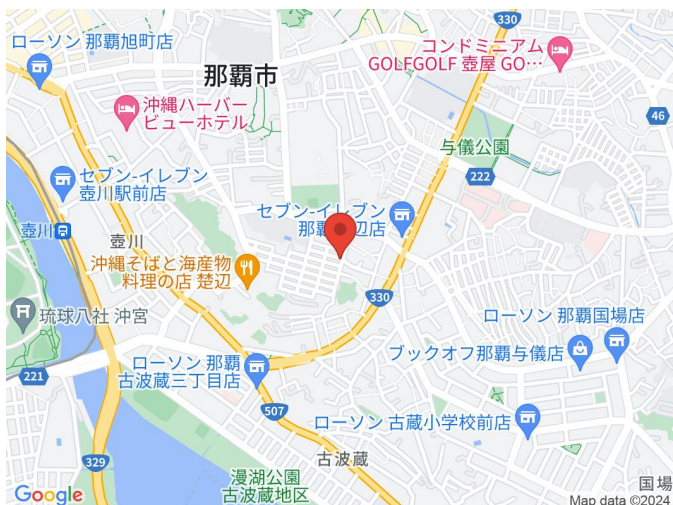 330
ローソン 那覇旭町店
コンドミニアム
GOLFGOLF 壺屋 GO…
那覇市
沖縄ハーバー
ビューホテル
46
与儀公園
222
セブン-イレブン
壺川駅前店
セブン-イレブン
那覇
辺店
壺川
壺川
沖縄そばと海産物
料理の店 楚辺
330
琉球八社 沖宮
ローソン 那覇国場店
ブックオフ那覇与儀店
ローソン 那覇
古波蔵三丁目店
221
507
ローソン 古蔵小学校前店
古波蔵
329
漫湖公園
古波蔵地区
国場
Google
Map data ©2024